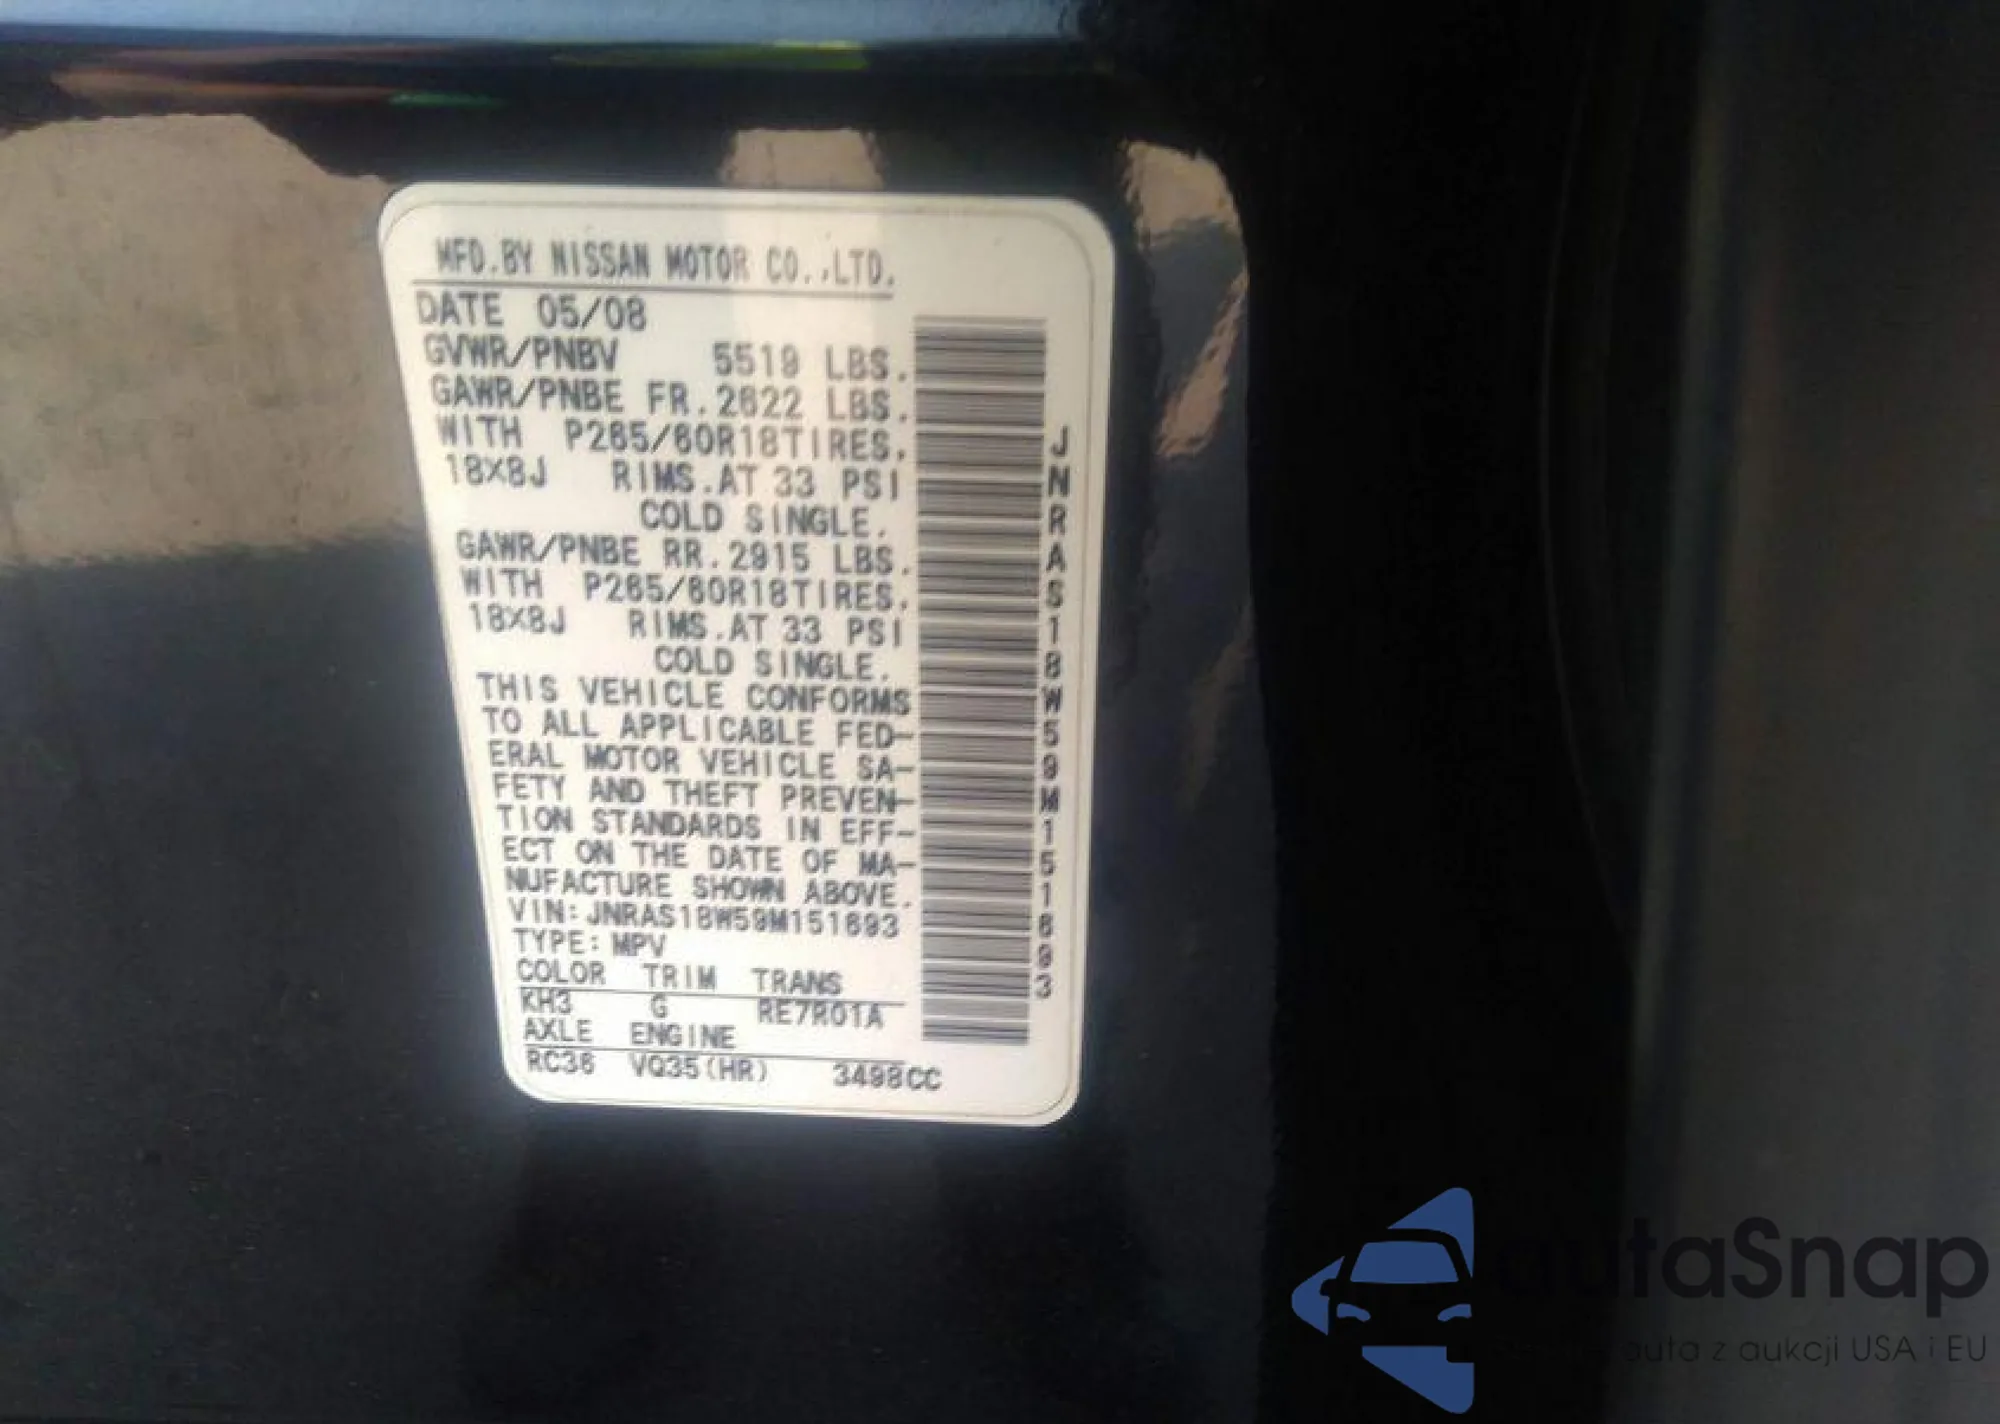 MFD.BY NISSAN MOTOR CO.,LTD.
DATE 05/08
GVWR/PNBV 5519 LBS.
GAWR/PNBE FR.2622 LBS.
WITH P265/60R18TIRES.
18X8J RIMS.AT 33 PSI
COLD SINGLE.
GAWR/PNBE RR.2915 LBS.
WITH P265/60R18TIRES.
18X8J RIMS.AT 33 PSI
COLD SINGLE.
THIS VEHICLE CONFORMS
TO ALL APPLICABLE FED-
ERAL MOTOR VEHICLE SA-
FETY AND THEFT PREVEN-
TION STANDARDS IN EFF-
ECT ON THE DATE OF MA-
NUFACTURE SHOWN ABOVE.
VIN:JNRAS18W59M151693
TYPE:MPV
COLOR TRIM TRANS
KH3 G RE7R01A
AXLE ENGINE
RC36 VQ35(HR) 3498CC
JNRAS18W59M151693
autaSnap
auta z aukcji USA i EU